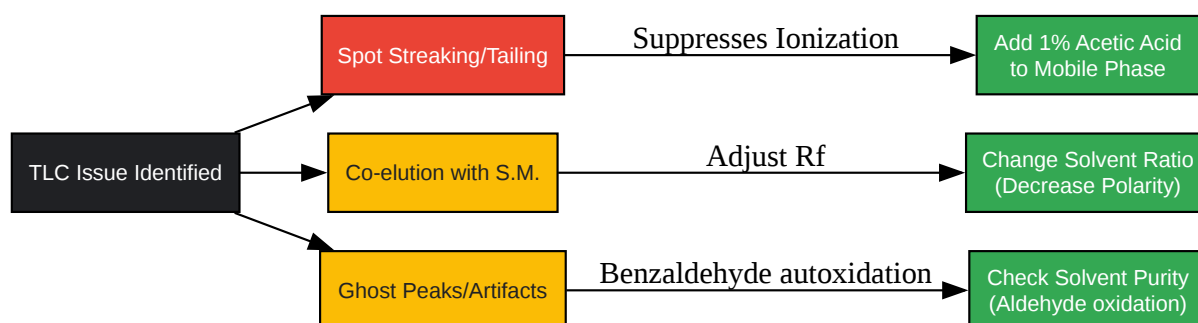 TLC Issue Identified
Spot Streaking/Tailing
Suppresses Ionization
Add 1% Acetic Acid
to Mobile Phase
Co-elution with S.M.
Adjust Rf
Change Solvent Ratio
(Decrease Polarity)
Ghost Peaks/Artifacts
Benzaldehyde autoxidation
Check Solvent Purity
(Aldehyde oxidation)